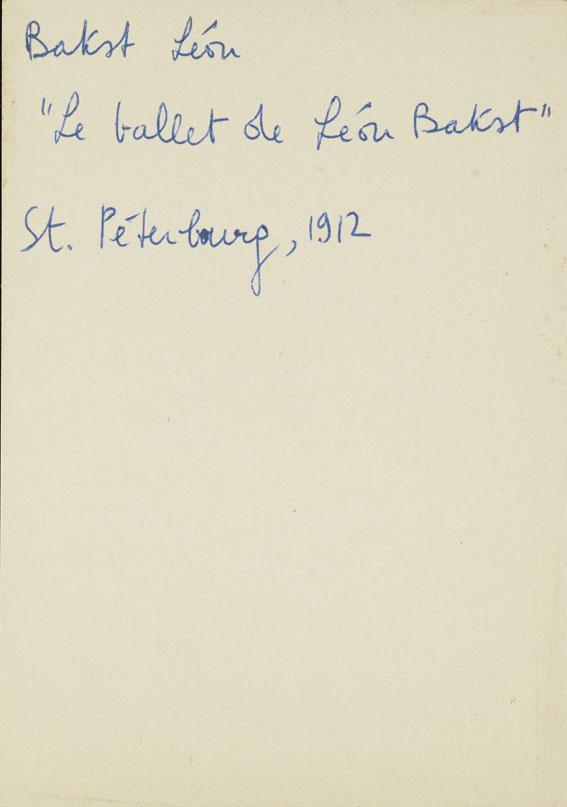 Bakst Léon
"Le ballet de Léon Bakst"
St. Péterbourg, 1912